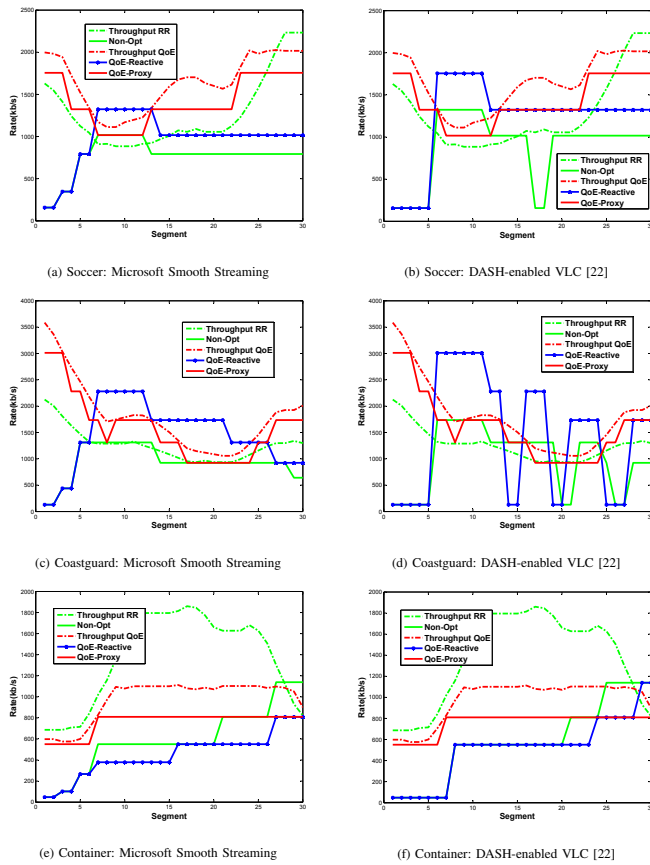 2500
2000
1500
1000
500
0
Rate(kb/s)
0 5 10 15 20 25 30
Segment
Throughput RR
Non-Opt
Throughput QoE
QoE-Reactive
QoE-Proxy
(a) Soccer: Microsoft Smooth Streaming
2500
2000
1500
1000
500
0
Rate(kb/s)
0 5 10 15 20 25 30
Segment
Throughput RR
Non-Opt
Throughput QoE
QoE-Reactive
QoE-Proxy
(b) Soccer: DASH-enabled VLC [22]
4000
3500
3000
2500
2000
1500
1000
500
0
Rate(kb/s)
0 5 10 15 20 25 30
Segment
Throughput RR
Non-Opt
Throughput QoE
QoE-Reactive
QoE-Proxy
(c) Coastguard: Microsoft Smooth Streaming
4000
3500
3000
2500
2000
1500
1000
500
0
Rate(kb/s)
0 5 10 15 20 25 30
Segment
Throughput RR
Non-Opt
Throughput QoE
QoE-Reactive
QoE-Proxy
(d) Coastguard: DASH-enabled VLC [22]
2000
1800
1600
1400
1200
1000
800
600
400
200
0
Rate(kb/s)
0 5 10 15 20 25 30
Segment
Throughput RR
Non-Opt
Throughput QoE
QoE-Reactive
QoE-Proxy
(e) Container: Microsoft Smooth Streaming
2000
1800
1600
1400
1200
1000
800
600
400
200
0
Rate(kb/s)
0 5 10 15 20 25 30
Segment
Throughput RR
Non-Opt
Throughput QoE
QoE-Reactive
QoE-Proxy
(f) Container: DASH-enabled VLC [22]